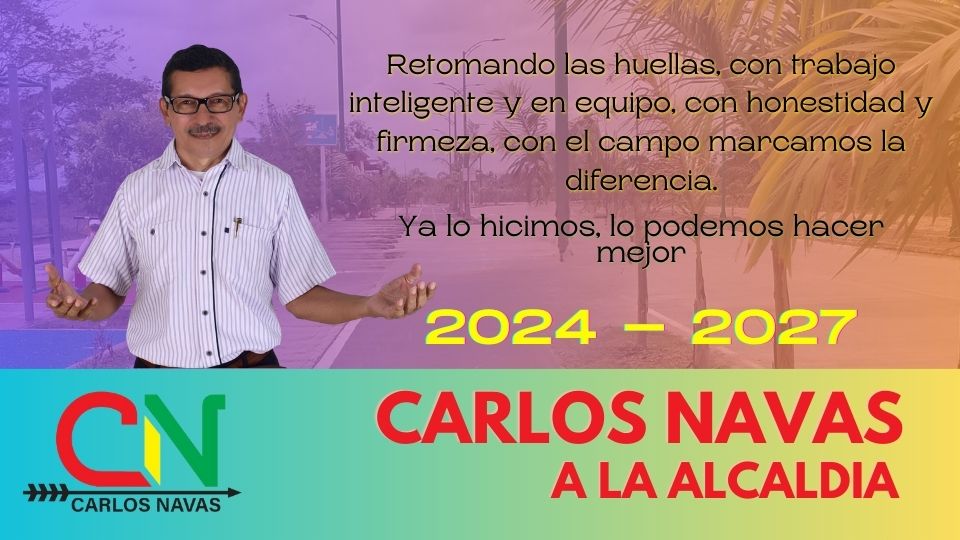 Retomando las huellas, con trabajo
inteligente y en equipo, con honestidad y
firmeza, con el campo marcamos la
diferencia.
Ya lo hicimos, lo podemos hacer
mejor
2024 - 2027
CARLOS NAVAS
A LA ALCALDIA
CN
CARLOS NAVAS